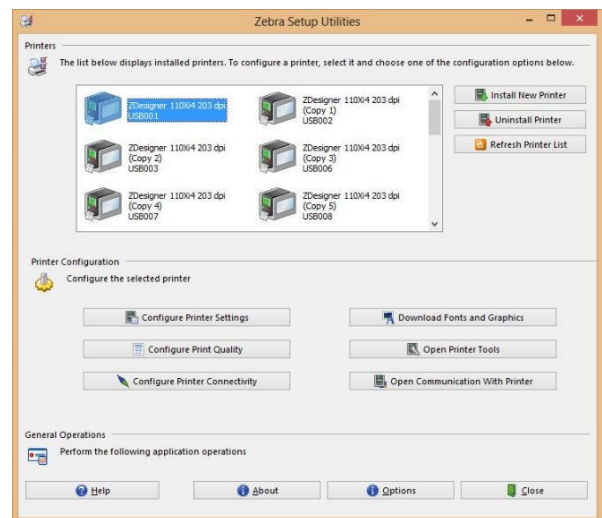 Zebra Setup Utilities
Printers
The list below displays installed printers. To configure a printer, select it and choose one of the configuration options below.
ZDesigner 110Xi4 203 dpi
USB001
ZDesigner 110Xi4 203 dpi
(Copy 1)
USB002
ZDesigner 110Xi4 203 dpi
(Copy 2)
USB003
ZDesigner 110Xi4 203 dpi
(Copy 3)
USB006
ZDesigner 110Xi4 203 dpi
(Copy 4)
USB007
ZDesigner 110Xi4 203 dpi
(Copy 5)
USB008
Install New Printer
Uninstall Printer
Refresh Printer List
Printer Configuration
Configure the selected printer
Configure Printer Settings
Download Fonts and Graphics
Configure Print Quality
Open Printer Tools
Configure Printer Connectivity
Open Communication With Printer
General Operations
Perform the following application operations
Help
About
Options
Close